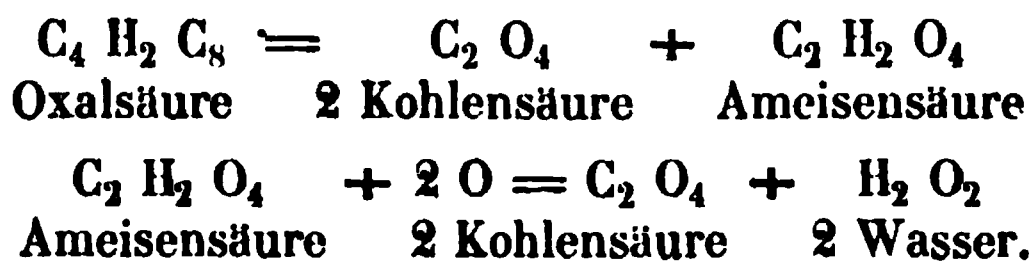 C₄ H₂ C₈ = C₂ O₄ + C₂ H₂ O₄
Oxalsäure 2 Kohlensäure Ameisensäure
C₂ H₂ O₄ + 2 O = C₂ O₄ + H₂ O₂
Ameisensäure 2 Kohlensäure 2 Wasser.